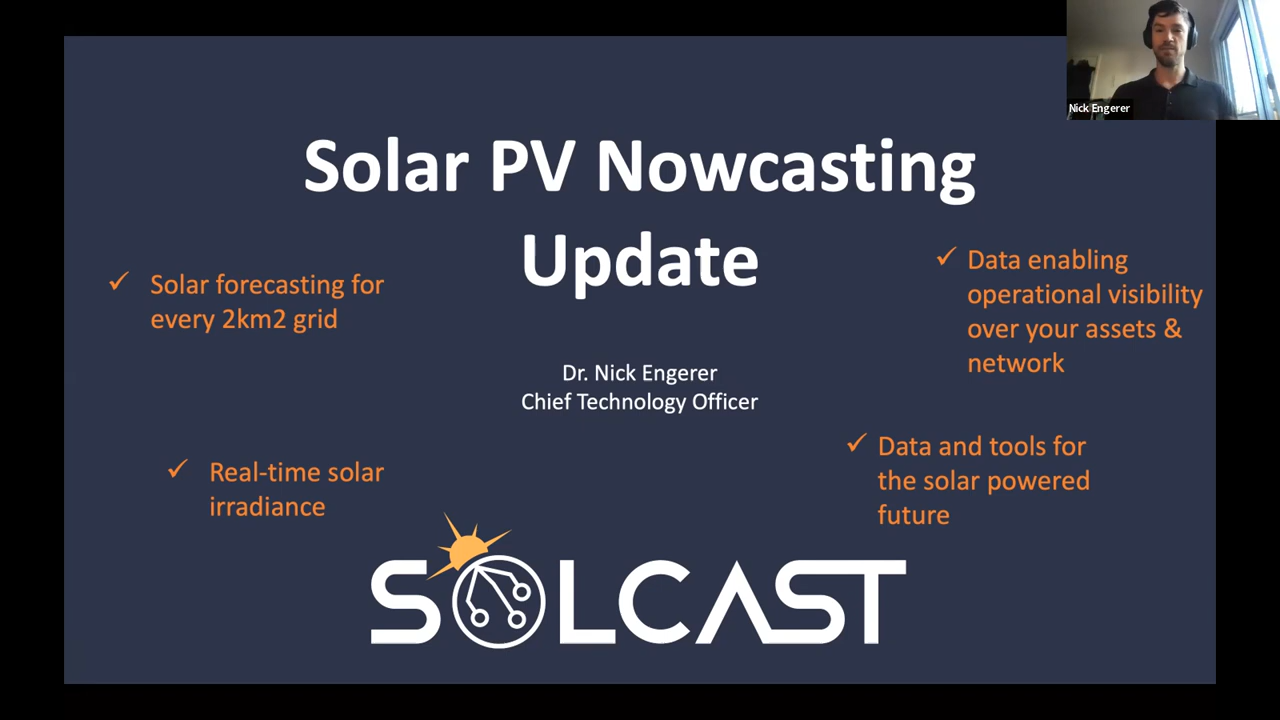 Nick Engerer
Solar PV Nowcasting
Update
✓ Solar forecasting for
every 2km2 grid
✓ Data enabling
operational visibility
over your assets &
network
Dr. Nick Engerer
Chief Technology Officer
✓ Real-time solar
irradiance
✓ Data and tools for
the solar powered
future
SOLCAST